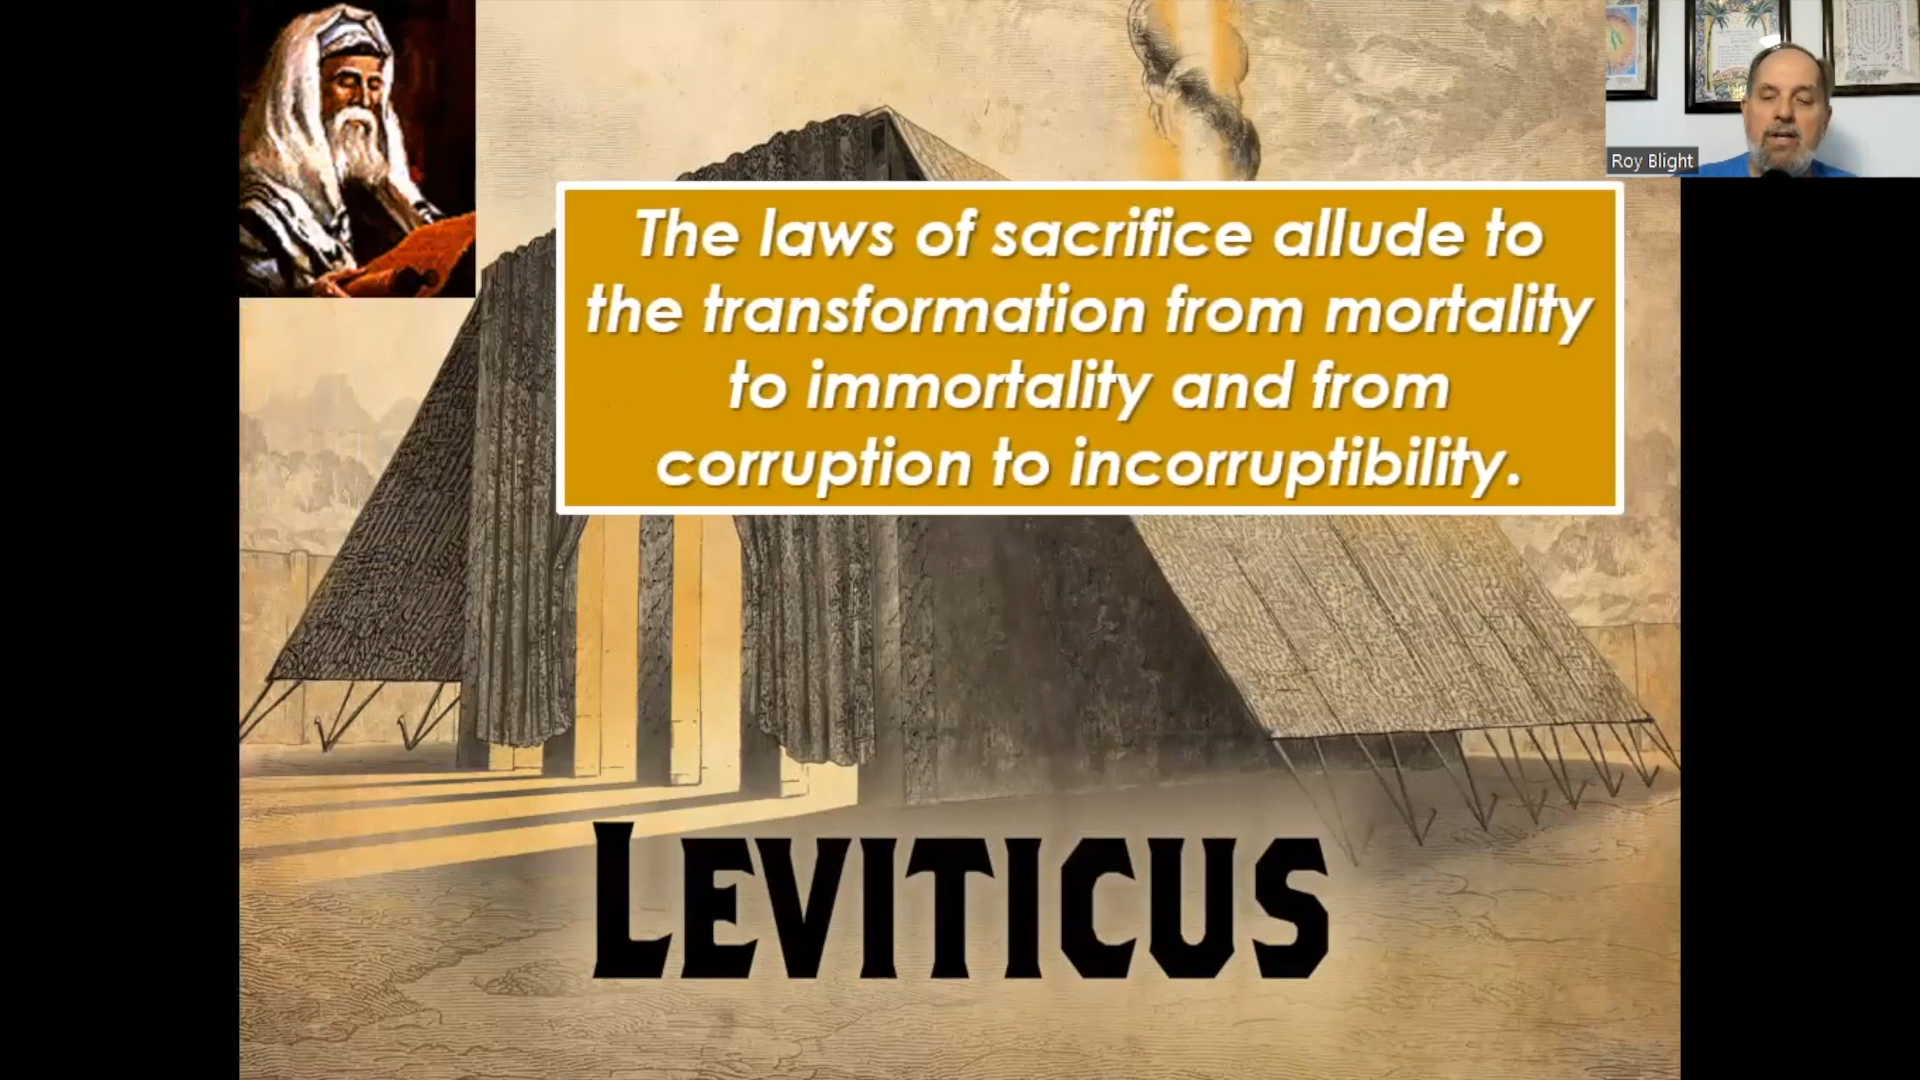 Roy Blight
The laws of sacrifice allude to
the transformation from mortality
to immortality and from
corruption to incorruptibility.
LEVITICUS